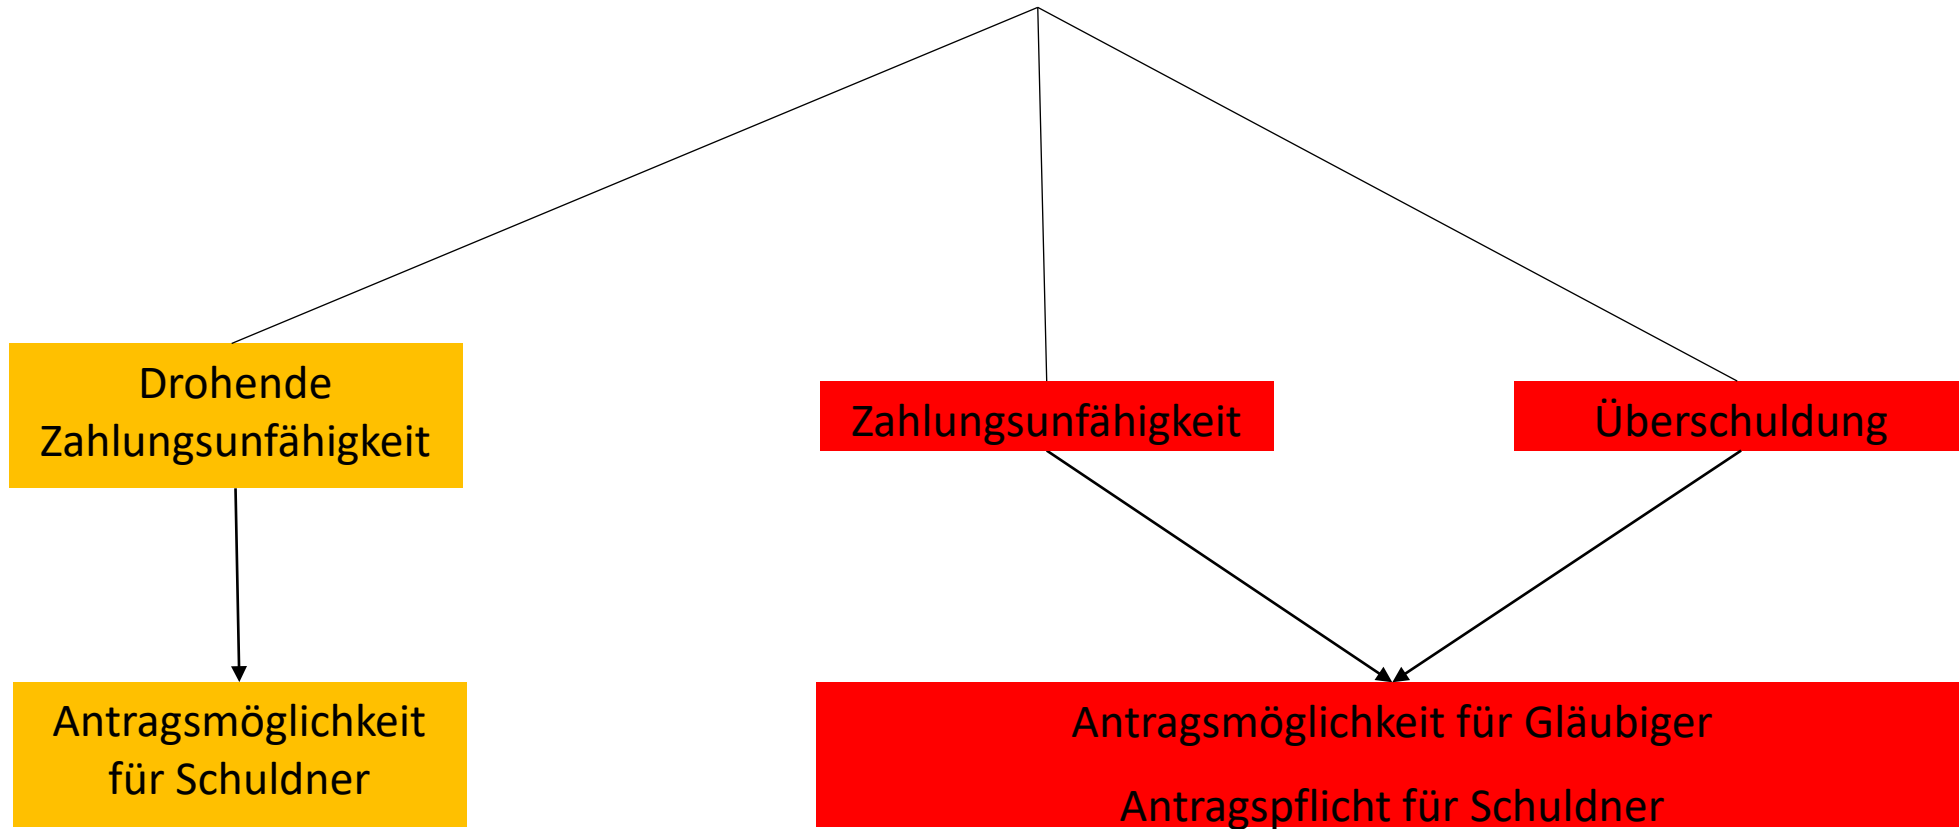 Drohende
Zahlungsunfähigkeit
Zahlungsunfähigkeit
Überschuldung
Antragsmöglichkeit
für Schuldner
Antragsmöglichkeit für Gläubiger
Antragspflicht für Schuldner